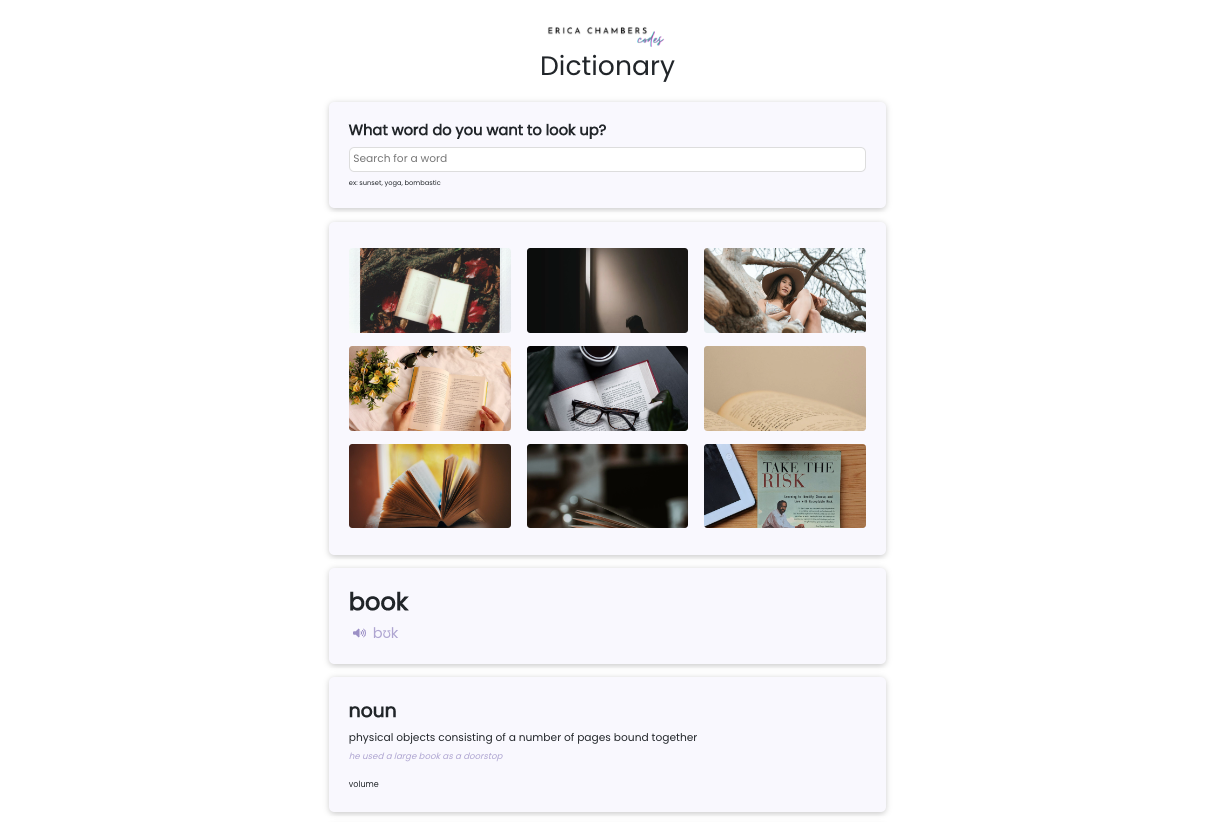 ERICA CHAMBERS
codes
Dictionary
What word do you want to look up?
Search for a word
ex: sunset, yoga, bombastic
TAKE THE
RISK
book
bʊk
noun
physical objects consisting of a number of pages bound together
he used a large book as a doorstop
volume